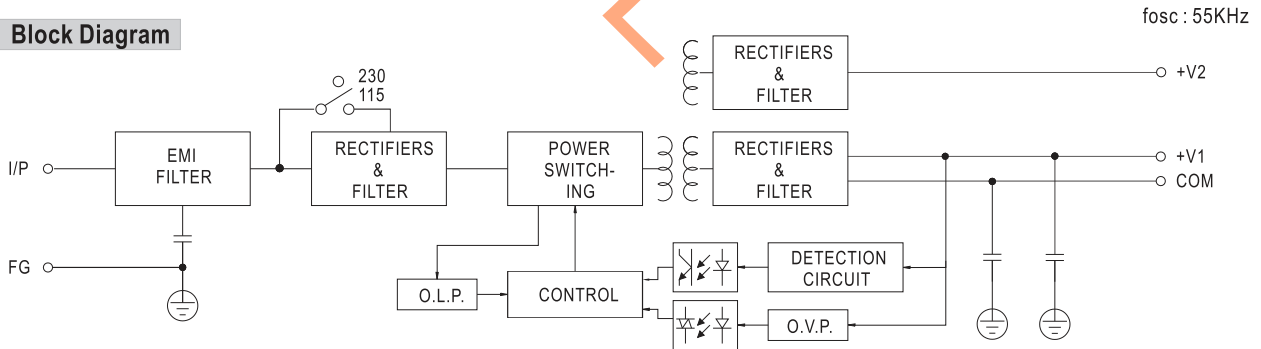 fosc : 55KHz
Block Diagram
RECTIFIERS
&
FILTER
+V2
230
115
I/P
EMI
FILTER
RECTIFIERS
&
FILTER
POWER
SWITCH-
ING
RECTIFIERS
&
FILTER
+V1
COM
FG
O.L.P.
CONTROL
DETECTION
CIRCUIT
O.V.P.